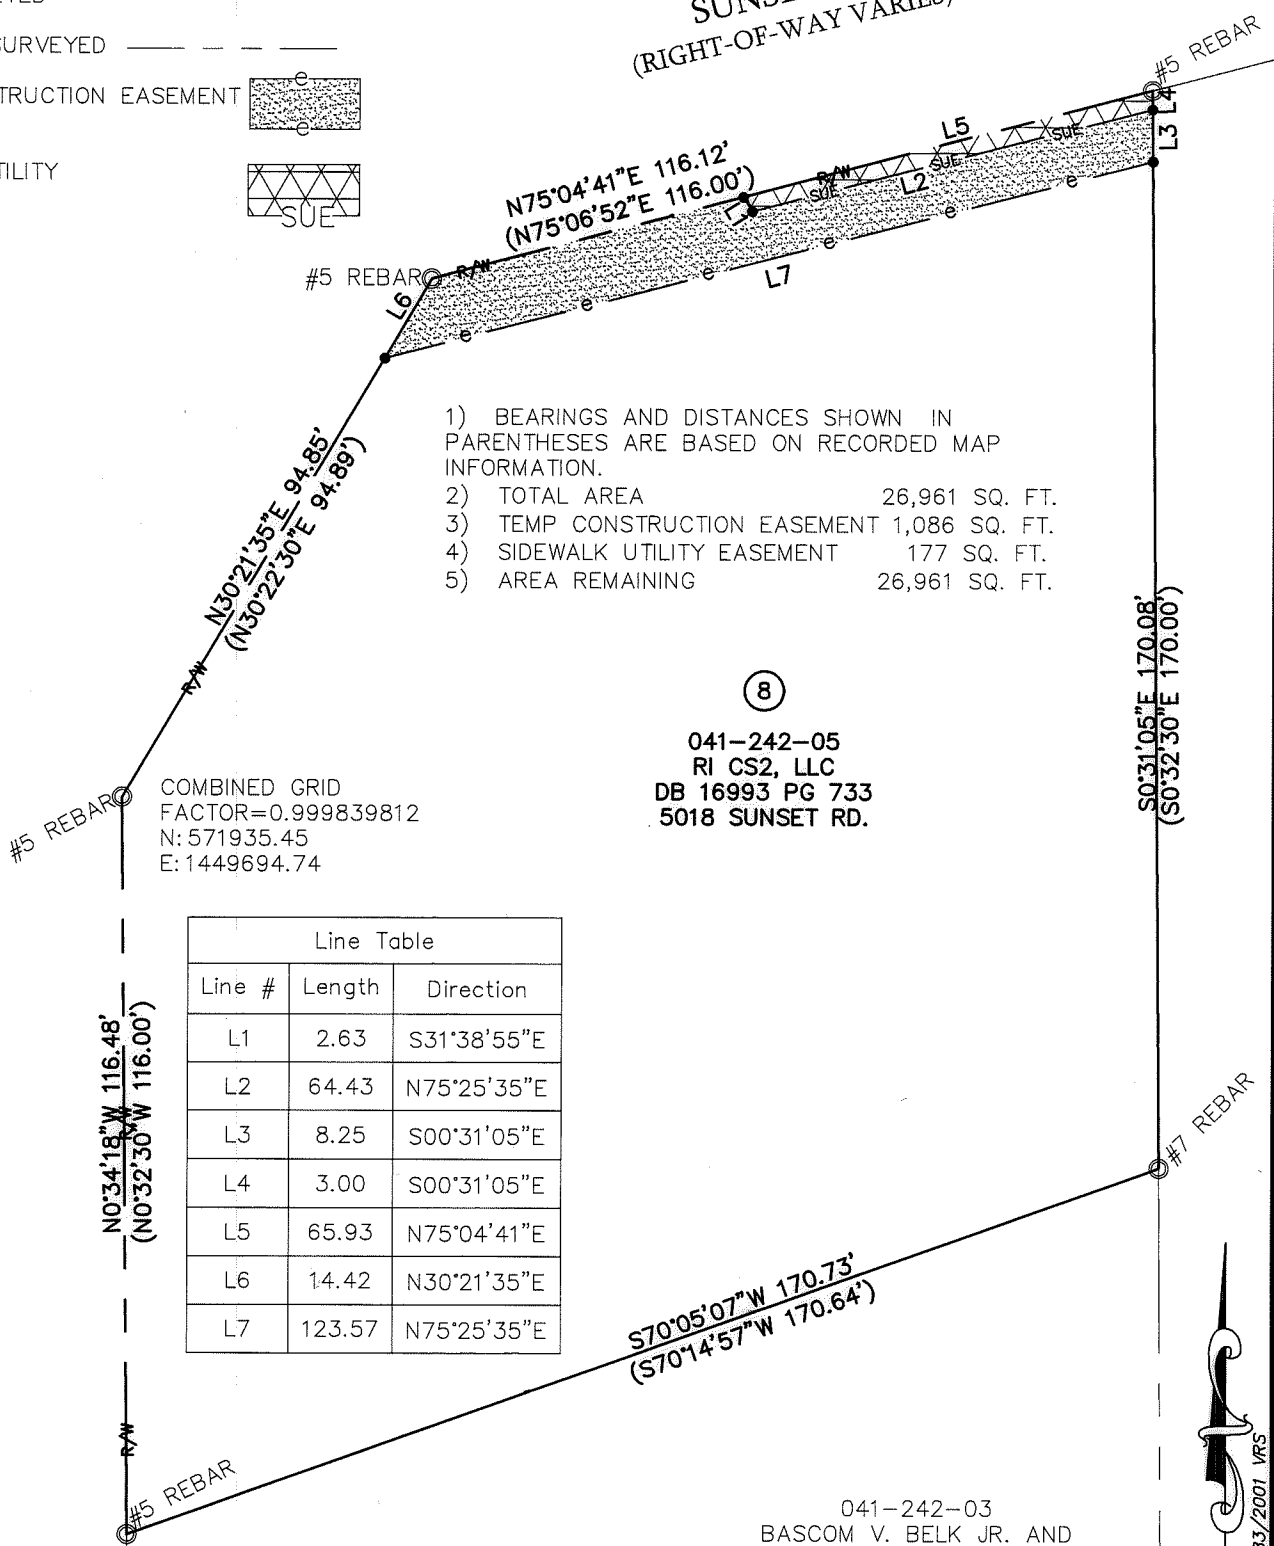 SURVEYED
(RIGHT-OF-WAY VARIES)
TRUCTION EASEMENT
e
e
SUE
#5 REBAR
L4
L3
L5
SUE
SUE
SUE
R/W
L2
L1
N75°04'41"E 116.12'
(N75°06'52"E 116.00')
#5 REBAR
R/W
L6
L7
e
e
e
e
e
e
1) BEARINGS AND DISTANCES SHOWN IN
PARENTHESES ARE BASED ON RECORDED MAP
INFORMATION.
2) TOTAL AREA 26,961 SQ. FT.
3) TEMP CONSTRUCTION EASEMENT 1,086 SQ. FT.
4) SIDEWALK UTILITY EASEMENT 177 SQ. FT.
5) AREA REMAINING 26,961 SQ. FT.
N30°21'35"E 94.85'
(N30°22'30"E 94.89')
R/W
S0°31'05"E 170.08'
(S0°32'30"E 170.00')
8
041-242-05
RI CS2, LLC
DB 16993 PG 733
5018 SUNSET RD.
#5 REBAR
COMBINED GRID
FACTOR=0.999839812
N: 571935.45
E: 1449694.74
Line Table
Line # Length Direction
L1 2.63 S31°38'55"E
L2 64.43 N75°25'35"E
L3 8.25 S00°31'05"E
L4 3.00 S00°31'05"E
L5 65.93 N75°04'41"E
L6 14.42 N30°21'35"E
L7 123.57 N75°25'35"E
N0°34'18"W 116.48'
(N0°32'30"W 116.00')
R/W
R/W
#7 REBAR
S70°05'07"W 170.73'
(S70°14'57"W 170.64')
#5 REBAR
041-242-03
BASCOM V. BELK JR. AND
83/2001 VRS